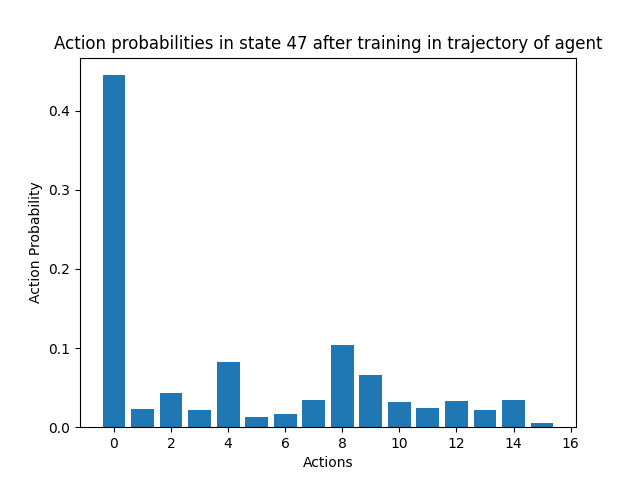 Action probabilities in state 47 after training in trajectory of agent
0.4
0.3
0.2
0.1
0.0
Action Probability
0 2 4 6 8 10 12 14 16
Actions